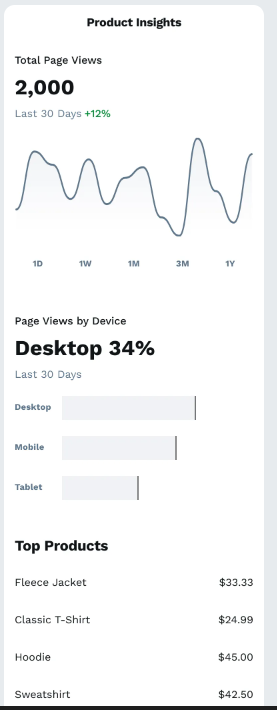 Product Insights
Total Page Views
2,000
Last 30 Days +12%
1D 1W 1M 3M 1Y
Page Views by Device
Desktop 34%
Last 30 Days
Desktop
Mobile
Tablet
Top Products
Fleece Jacket $33.33
Classic T-Shirt $24.99
Hoodie $45.00
Sweatshirt $42.50